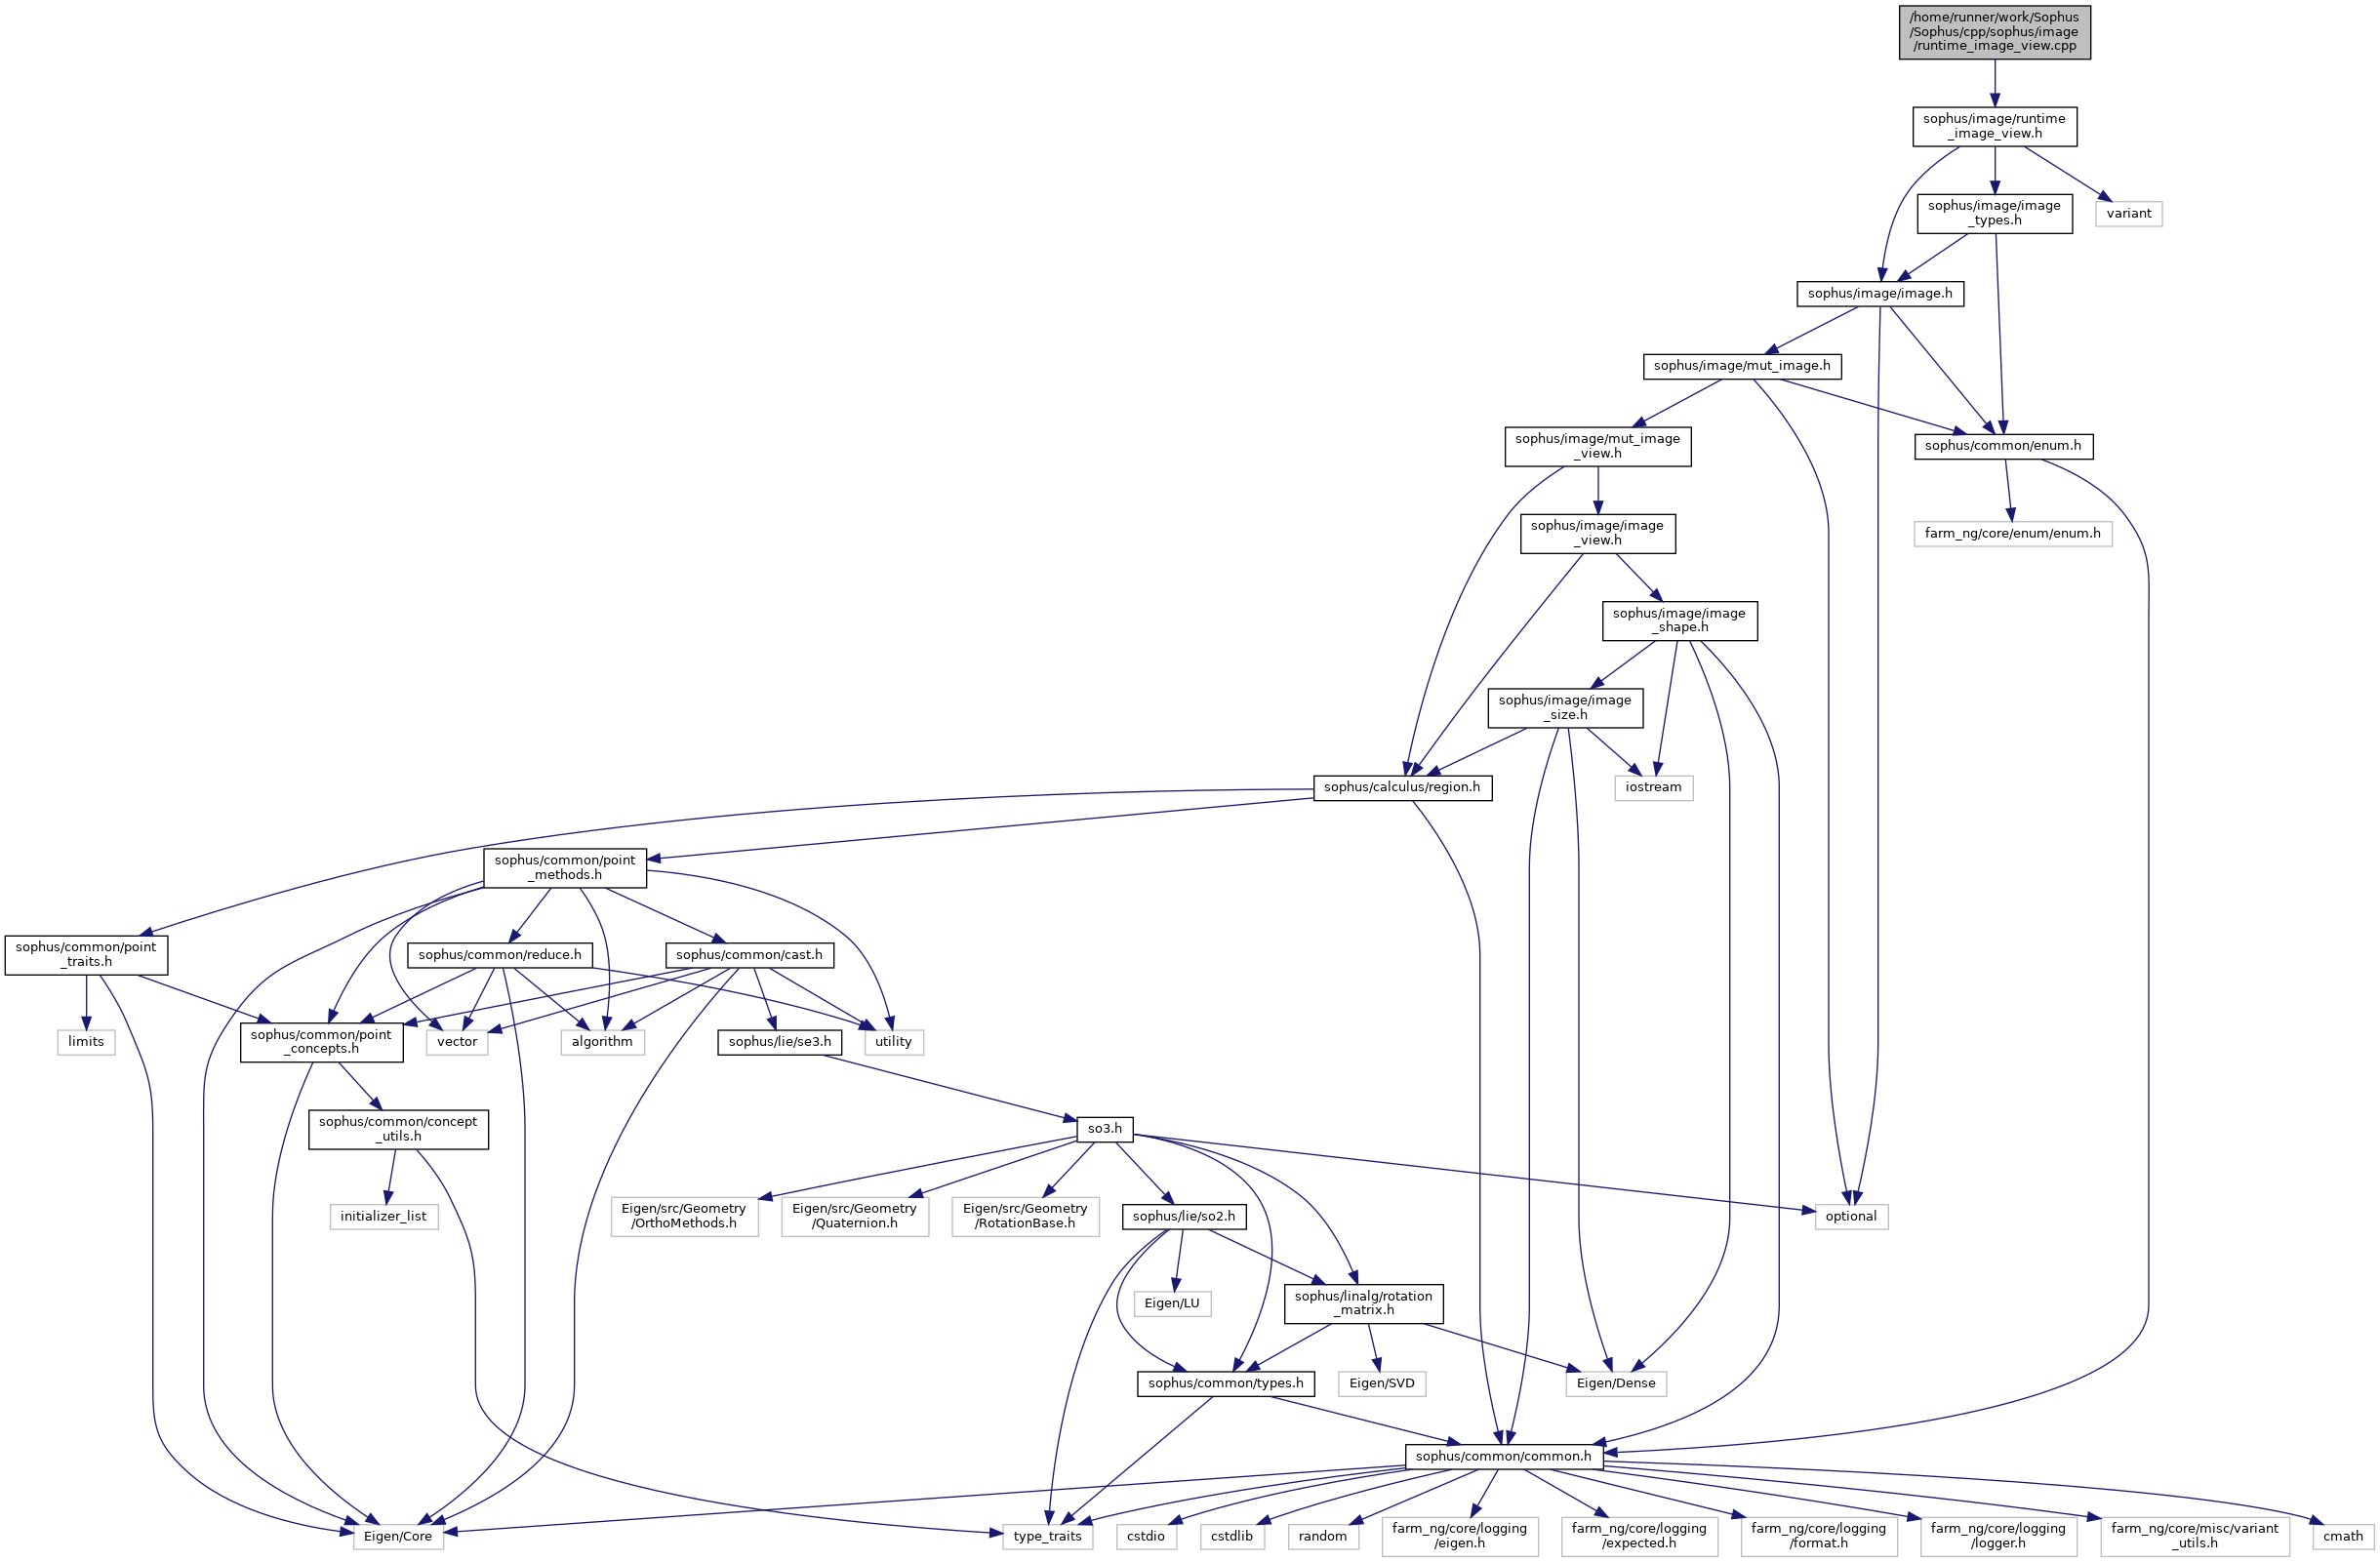 /home/runner/work/Sophus
/Sophus/cpp/sophus/image
/runtime_image_view.cpp
sophus/image/runtime
_image_view.h
sophus/image/image
_types.h
variant
sophus/image/image.h
sophus/image/mut_image.h
sophus/image/mut_image
_view.h
sophus/common/enum.h
sophus/image/image
_view.h
farm_ng/core/enum/enum.h
sophus/image/image
_shape.h
sophus/image/image
_size.h
sophus/calculus/region.h
iostream
sophus/common/point
_methods.h
sophus/common/point
_traits.h
sophus/common/reduce.h
sophus/common/cast.h
limits
sophus/common/point
_concepts.h
vector
algorithm
sophus/lie/se3.h
utility
sophus/common/concept
_utils.h
so3.h
initializer_list
Eigen/src/Geometry
/OrthoMethods.h
Eigen/src/Geometry
/Quaternion.h
Eigen/src/Geometry
/RotationBase.h
sophus/lie/so2.h
optional
Eigen/LU
sophus/linalg/rotation
_matrix.h
sophus/common/types.h
Eigen/SVD
Eigen/Dense
sophus/common/common.h
Eigen/Core
type_traits
cstdio
cstdlib
random
farm_ng/core/logging
/eigen.h
farm_ng/core/logging
/expected.h
farm_ng/core/logging
/format.h
farm_ng/core/logging
/logger.h
farm_ng/core/misc/variant
_utils.h
cmath